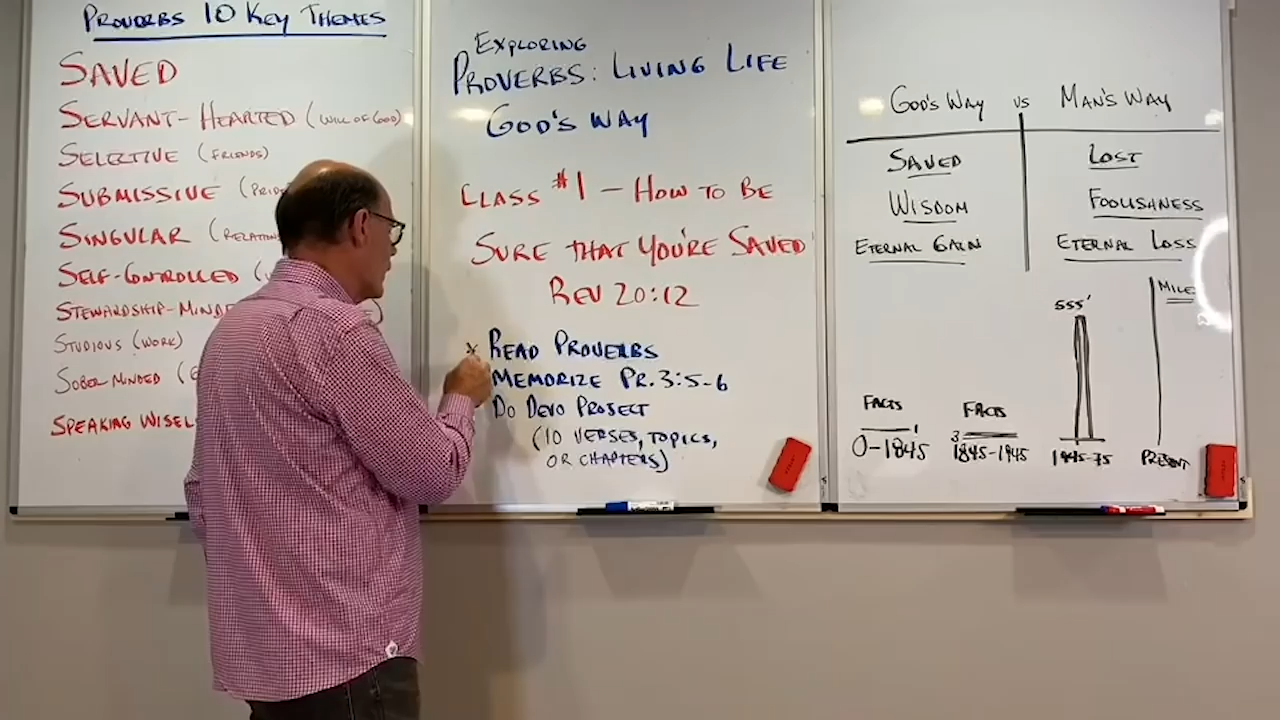 PROVERBS 10 KEY THEMES
SAVED
SERVANT-HEARTED (WILL OF GOD)
SELECTIVE (FRIENDS)
SUBMISSIVE
SINGULAR
SELF-CONTROLLED
STUDIOUS (WORK)
SOBER MINDED
SPEAKING
EXPLORING
PROVERBS: LIVING LIFE
GOD'S WAY
CLASS #1 - HOW TO BE
SURE THAT YOU'RE SAVED
REV 20:12
READ PROVERBS
MEMORIZE PR. 3:5-6
DO DEVO PROJECT
(10 VERSES, TOPICS,
OR CHAPTERS)
GOD'S WAY VS MAN'S WAY
SAVED LOST
WISDOM FOOLISHNESS
ETERNAL GAIN ETERNAL LOSS
555'
FACTS FACTS
1 3
0-1845 1845-1945 1945-75 PRESENT